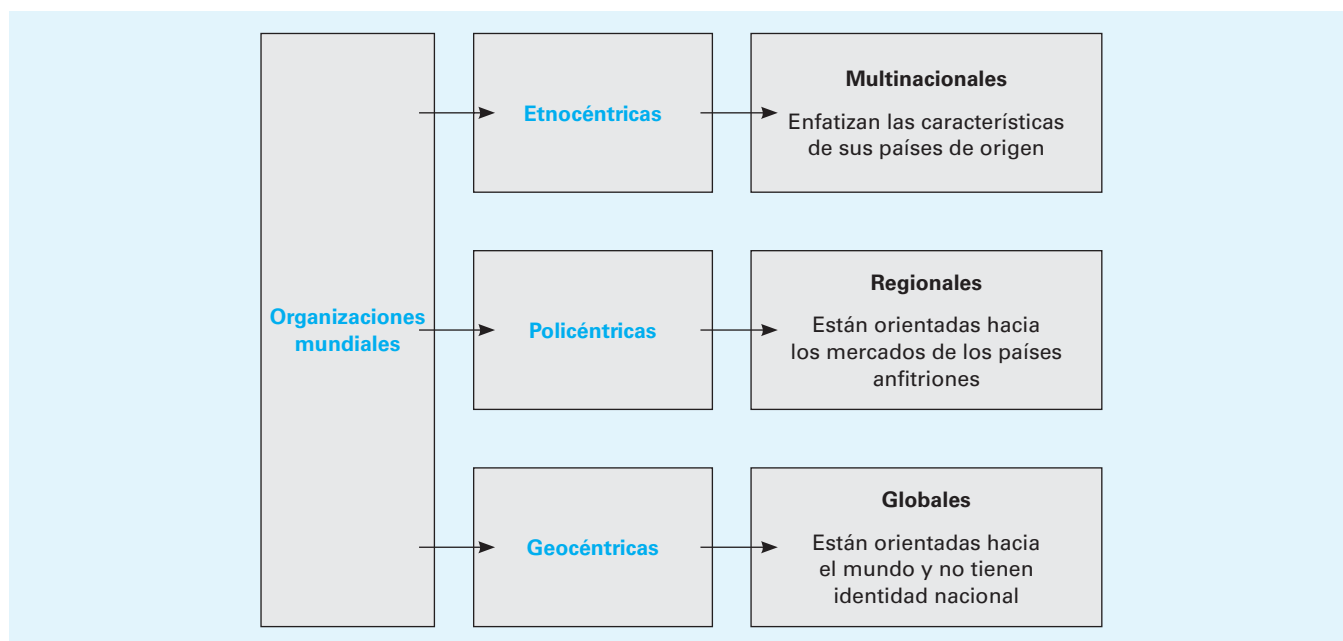 Organizaciones
mundiales
Etnocéntricas
Multinacionales
Enfatizan las características
de sus países de origen
Policéntricas
Regionales
Están orientadas hacia
los mercados de los países
anfitriones
Geocéntricas
Globales
Están orientadas hacia
el mundo y no tienen
identidad nacional